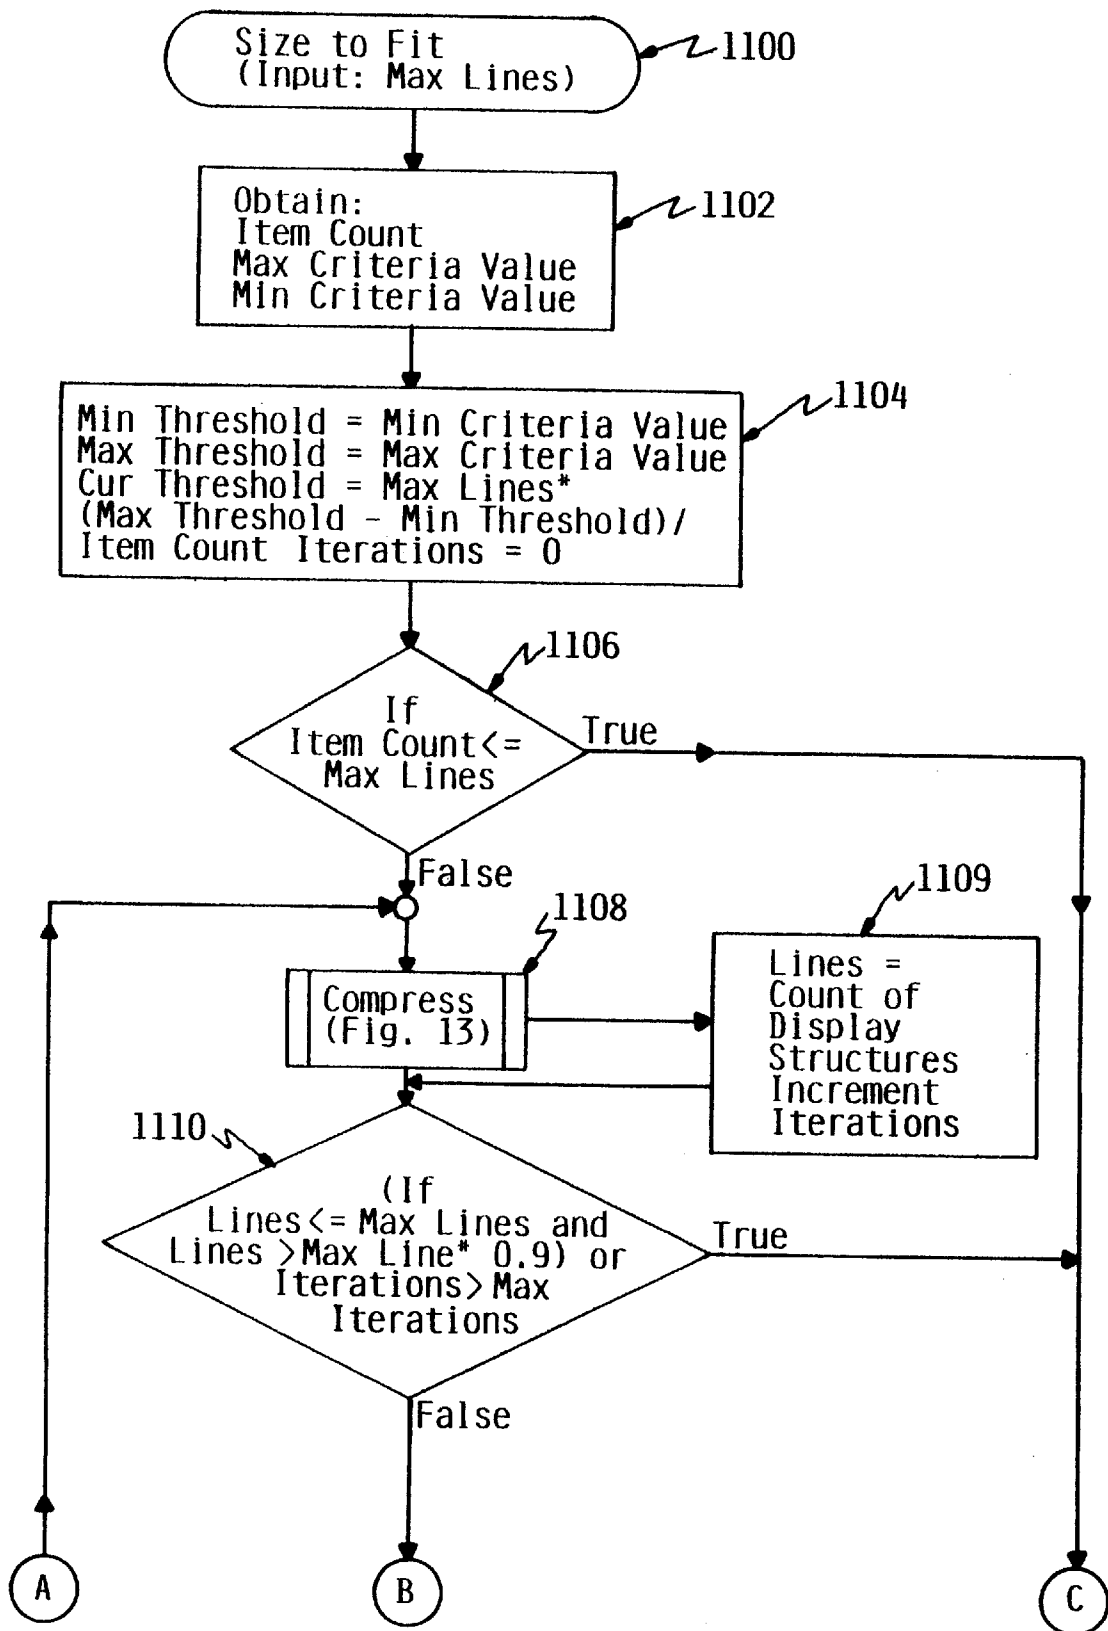 Size to Fit
(Input: Max Lines)
1100
Obtain:
Item Count
Max Criteria Value
Min Criteria Value
1102
Min Threshold = Min Criteria Value
Max Threshold = Max Criteria Value
Cur Threshold = Max Lines*
(Max Threshold - Min Threshold)/
Item Count Iterations = 0
1104
1106
If
Item Count<=
Max Lines
True
False
1108
Compress
(Fig. 13)
1109
Lines =
Count of
Display
Structures
Increment
Iterations
1110
(If
Lines<= Max Lines and
Lines >Max Line* 0.9) or
Iterations>Max
Iterations
True
False
A
B
C